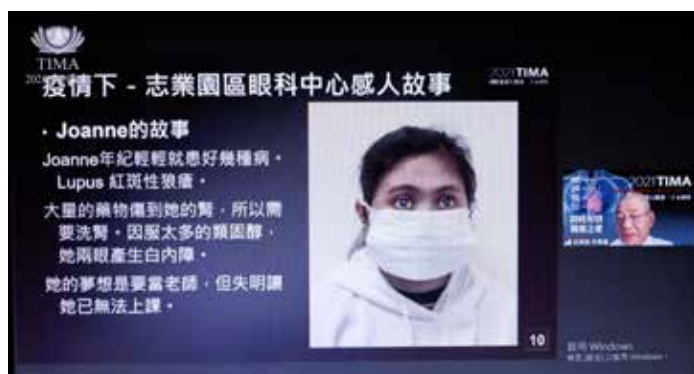 TIMA
疫情下 - 志業園區眼科中心感人故事
2021TIMA
• Joanne的故事
Joanne年紀輕輕就患好幾種病。
Lupus 紅斑性狼瘡。
大量的藥物傷到她的腎，所以需
要洗腎。因服太多的類固醇，
她兩眼產生白內障。
她的夢想是要當老師，但失明讓
她已無法上課。
10
2021TIMA
啟用 Windows